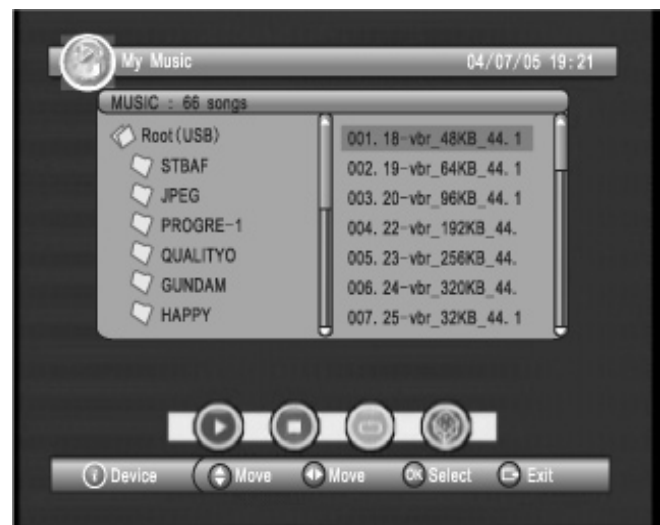 My Music
04/07/05 19:21
MUSIC : 66 songs
Root(USB)
STBAF
JPEG
PROGRE-1
QUALITYO
GUNDAM
HAPPY
001. 18-vbr_48KB_44. 1
002. 19-vbr_64KB_44. 1
003. 20-vbr_96KB_44. 1
004. 22-vbr_192KB_44.
005. 23-vbr_256KB_44.
006. 24-vbr_320KB_44.
007. 25-vbr_32KB_44. 1
i Device Move Move OK Select Exit